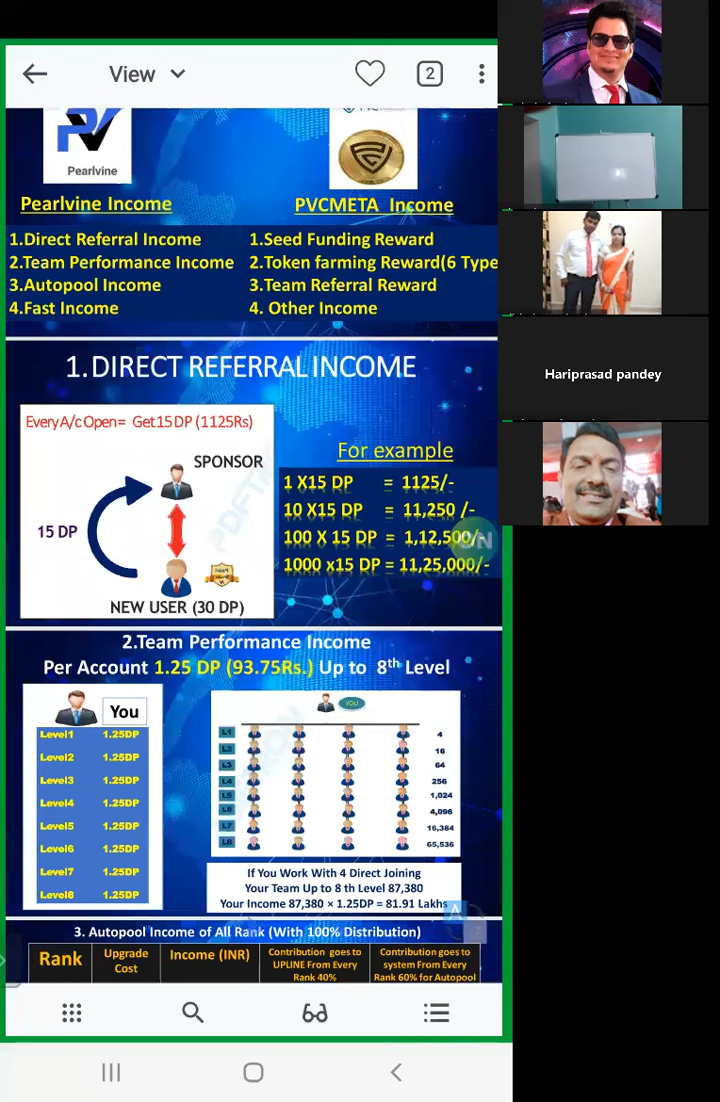 View
2
Pearlvine
Pearlvine Income
PVCMETA Income
1.Direct Referral Income
2.Team Performance Income
3.Autopool Income
4.Fast Income
1.Seed Funding Reward
2.Token farming Reward(6 Type
3.Team Referral Reward
4. Other Income
1.DIRECT REFERRAL INCOME
Every A/c Open= Get 15 DP (1125Rs)
SPONSOR
15 DP
NEW USER (30 DP)
For example
1 X15 DP = 1125/-
10 X15 DP = 11,250 /-
100 X 15 DP = 1,12,500/-
1000 x15 DP = 11,25,000/-
2.Team Performance Income
Per Account 1.25 DP (93.75Rs.) Up to 8th Level
You
Level1 1.25DP
Level2 1.25DP
Level3 1.25DP
Level4 1.25DP
Level5 1.25DP
Level6 1.25DP
Level7 1.25DP
Level8 1.25DP
YOU
L1 4
L2 16
L3 64
L4 256
L5 1,024
L6 4,096
L7 16,384
L8 65,536
If You Work With 4 Direct Joining
Your Team Up to 8 th Level 87,380
Your Income 87,380 × 1.25DP = 81.91 Lakhs
3. Autopool Income of All Rank (With 100% Distribution)
Rank
Upgrade
Cost
Income (INR)
Contribution goes to
UPLINE From Every
Rank 40%
Contribution goes to
system From Every
Rank 60% for Autopool
Hariprasad pandey